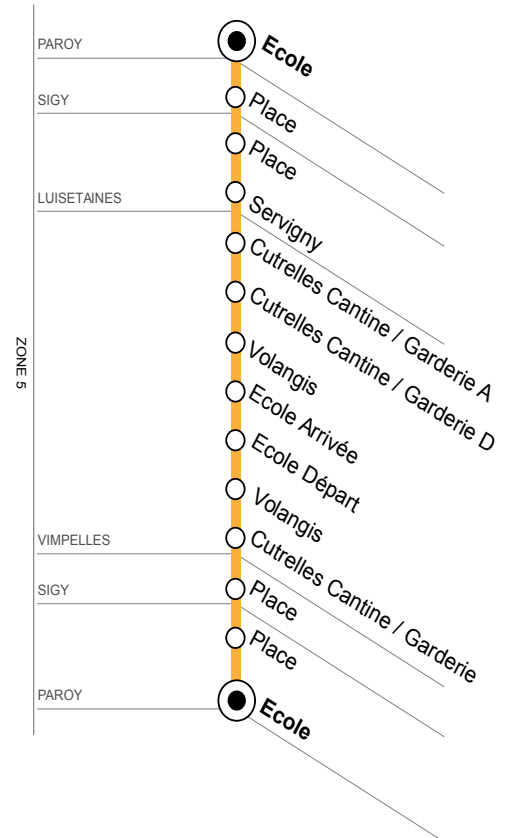 PAROY
Ecole
SIGY
Place
Place
LUISETAINES
Servigny
Cutrelles Cantine / Garderie A
Cutrelles Cantine / Garderie D
ZONE 5
Volangis
Ecole Arrivée
Ecole Départ
Volangis
VIMPELLES
Cutrelles Cantine / Garderie
SIGY
Place
Place
PAROY
Ecole